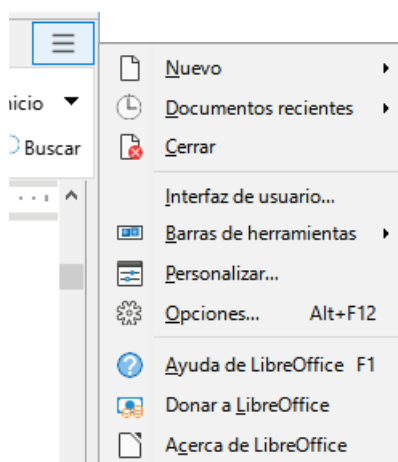 Nuevo
nicio
Documentos recientes
Buscar
Cerrar
Interfaz de usuario...
Barras de herramientas
Personalizar...
Opciones... Alt+F12
Ayuda de LibreOffice F1
Donar a LibreOffice
Acerca de LibreOffice